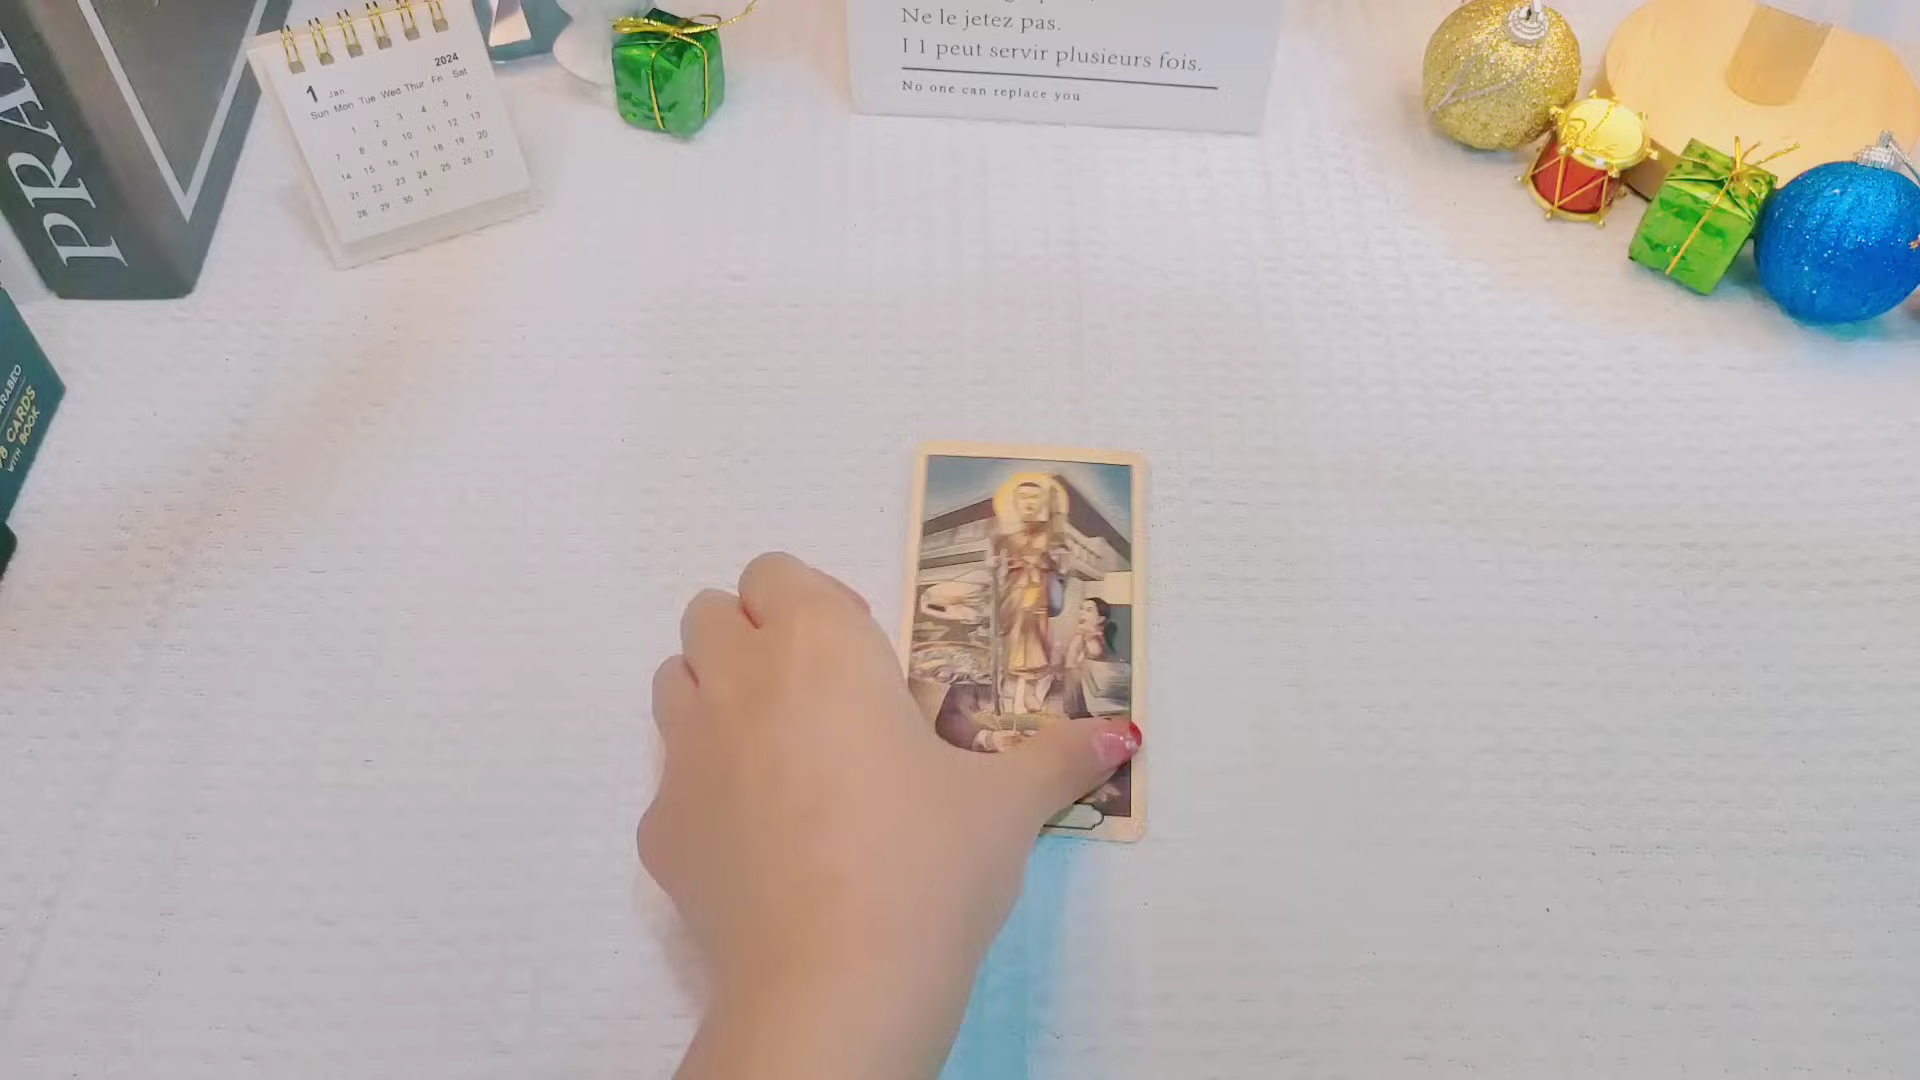 PRA
2024
1 Jan.
Sun Mon Tue Wed Thur Fri Sat
1 2 3 4 5 6
7 8 9 10 11 12 13
14 15 16 17 18 19 20
21 22 23 24 25 26 27
28 29 30 31
Ne le jetez pas.
I 1 peut servir plusieurs fois.
No one can replace you
ARABEO
8 CARDS
WITH BOOK